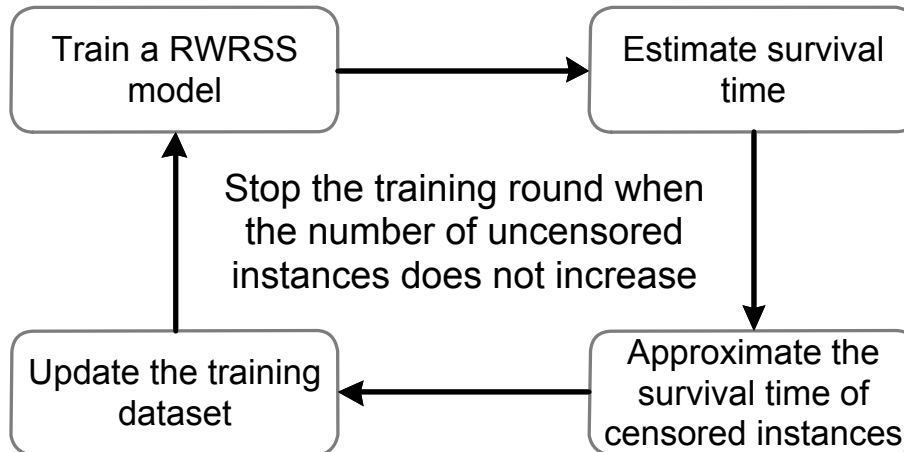 Train a RWRSS
model
Estimate survival
time
Stop the training round when
the number of uncensored
instances does not increase
Update the training
dataset
Approximate the
survival time of
censored instances